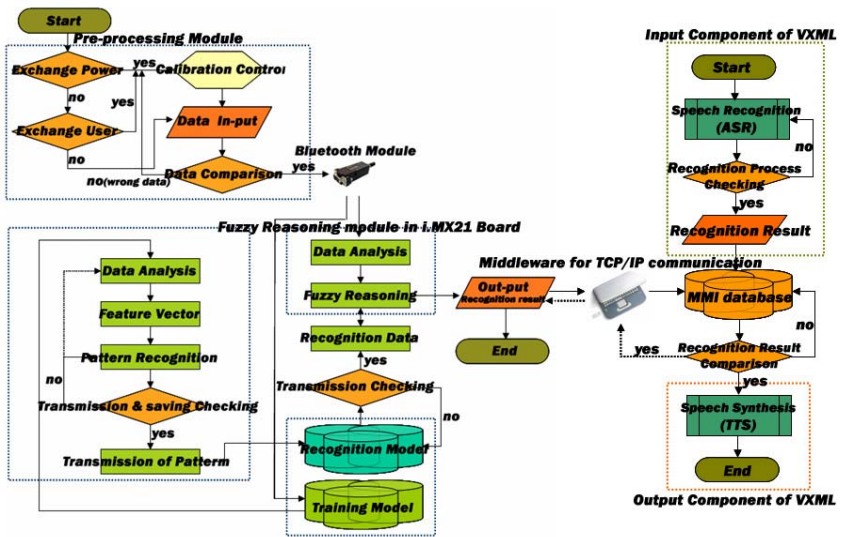 Start
Pre-processing Module
Exchange Power
yes
Calibration Control
no
yes
Exchange User
Data In-put
no
no(wrong data)
Data Comparison
yes
Bluetooth Module
Fuzzy Reasoning module in i.MX21 Board
Data Analysis
Feature Vector
Pattern Recognition
no
Transmission & saving Checking
yes
Transmission of Patterm
Data Analysis
Fuzzy Reasoning
Recognition Data
yes
Transmission Checking
no
Recognition Model
Training Model
Out-put
Recognition result
End
Middleware for TCP/IP communication
Input Component of VXML
Start
Speech Recognition
(ASR)
no
Recognition Process
Checking
yes
Recognition Result
MMI database
no
yes
Recognition Result
Comparison
yes
Speech Synthesis
(TTS)
End
Output Component of VXML